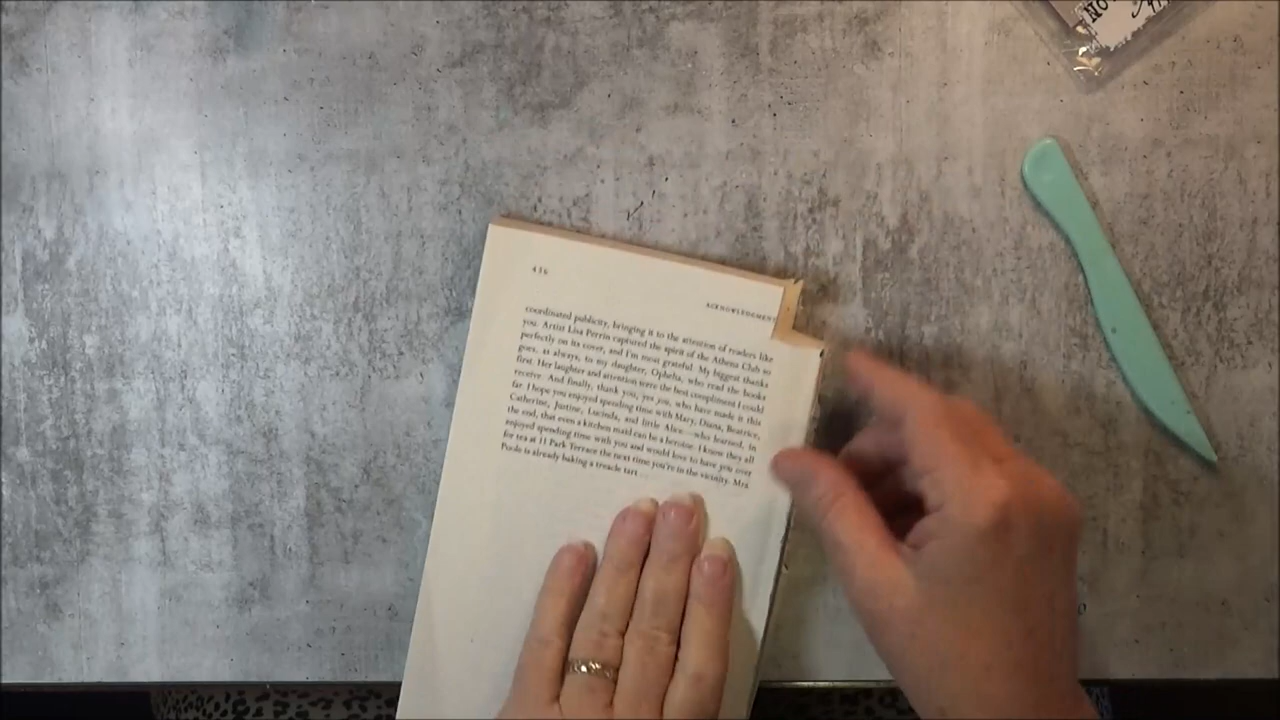 436
ACKNOWLEDGMENT
coordinated publicity, bringing it to the attention of readers like
you. Artist Lisa Perrin captured the spirit of the Athena Club so
perfectly on its cover, and I'm most grateful. My biggest thanks
goes, as always, to my daughter, Ophelia, who read the books
first. Her laughter and attention were the best compliment I could
receive. And finally, thank you, yes you, who have made it this
far. I hope you enjoyed spending time with Mary, Diana, Beatrice,
Catherine, Justine, Lucinda, and little Alice—who learned, in
the end, that even a kitchen maid can be a heroine. I know they all
enjoyed spending time with you and would love to have you over
for tea at 11 Park Terrace the next time you're in the vicinity. Mrs.
Poole is already baking a treacle tart . . .